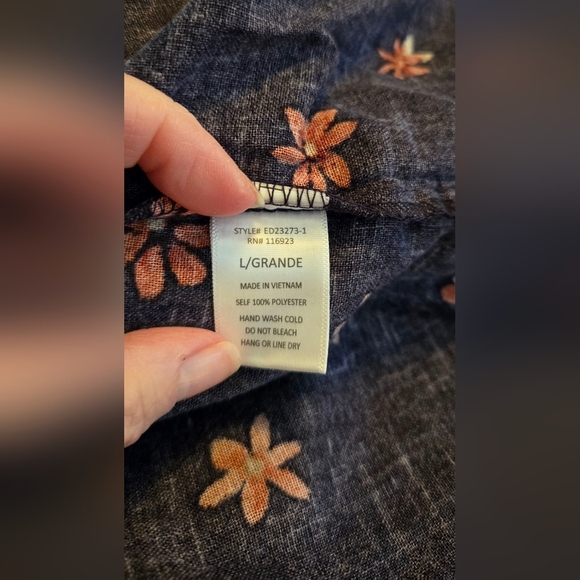 STYLE# ED23273-1
RN# 116923
L/GRANDE
MADE IN VIETNAM
SELF 100% POLYESTER
HAND WASH COLD
DO NOT BLEACH
HANG OR LINE DRY